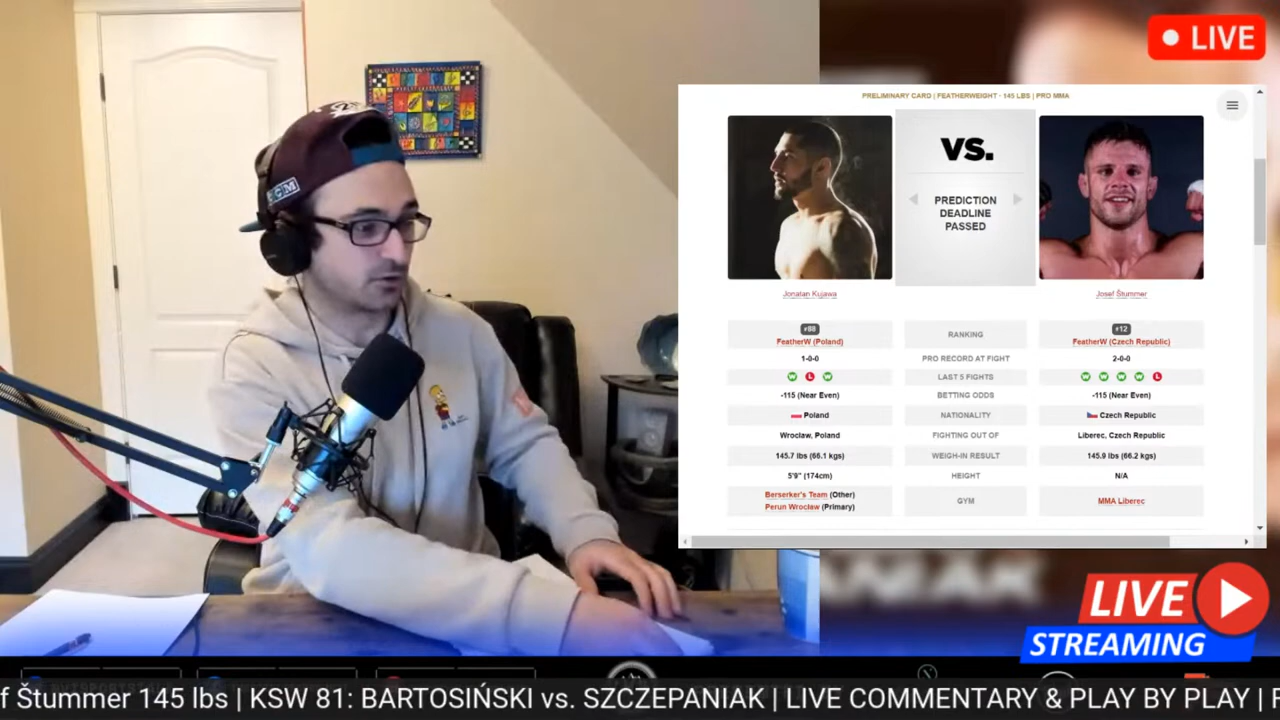 LIVE
PRELIMINARY CARD | FEATHERWEIGHT · 145 LBS | PRO MMA
VS.
PREDICTION
DEADLINE
PASSED
Jonatan Kujawa
Josef Štummer
#88
RANKING
#12
FeatherW (Poland)
FeatherW (Czech Republic)
1-0-0
PRO RECORD AT FIGHT
2-0-0
W L W
LAST 5 FIGHTS
W W W W L
-115 (Near Even)
BETTING ODDS
-115 (Near Even)
Poland
NATIONALITY
Czech Republic
Wrocław, Poland
FIGHTING OUT OF
Liberec, Czech Republic
145.7 lbs (66.1 kgs)
WEIGH-IN RESULT
145.9 lbs (66.2 kgs)
5'9" (174cm)
HEIGHT
N/A
Berserker's Team (Other)
Perun Wrocław (Primary)
GYM
MMA Liberec
LIVE
STREAMING
f Štummer 145 lbs | KSW 81: BARTOSIŃSKI vs. SZCZEPANIAK | LIVE COMMENTARY & PLAY BY PLAY |